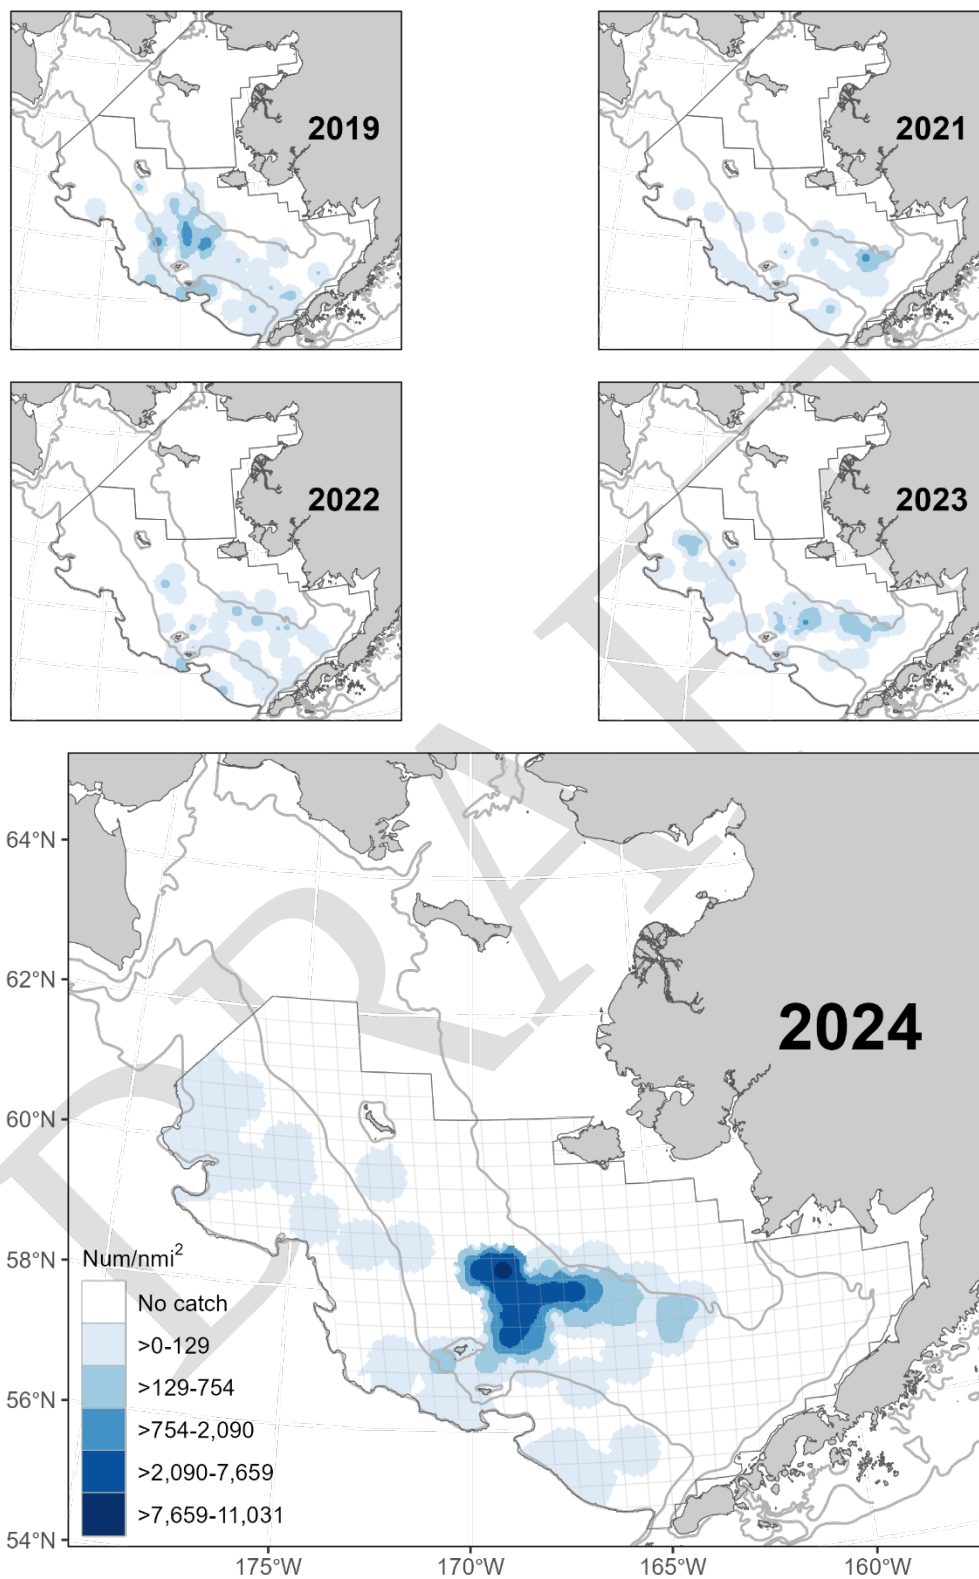 2019
2021
2022
2023
2024
64°N
62°N
60°N
58°N
56°N
54°N
175°W
170°W
165°W
160°W
Num/nmi²
No catch
>0-129
>129-754
>754-2,090
>2,090-7,659
>7,659-11,031
DRAFT